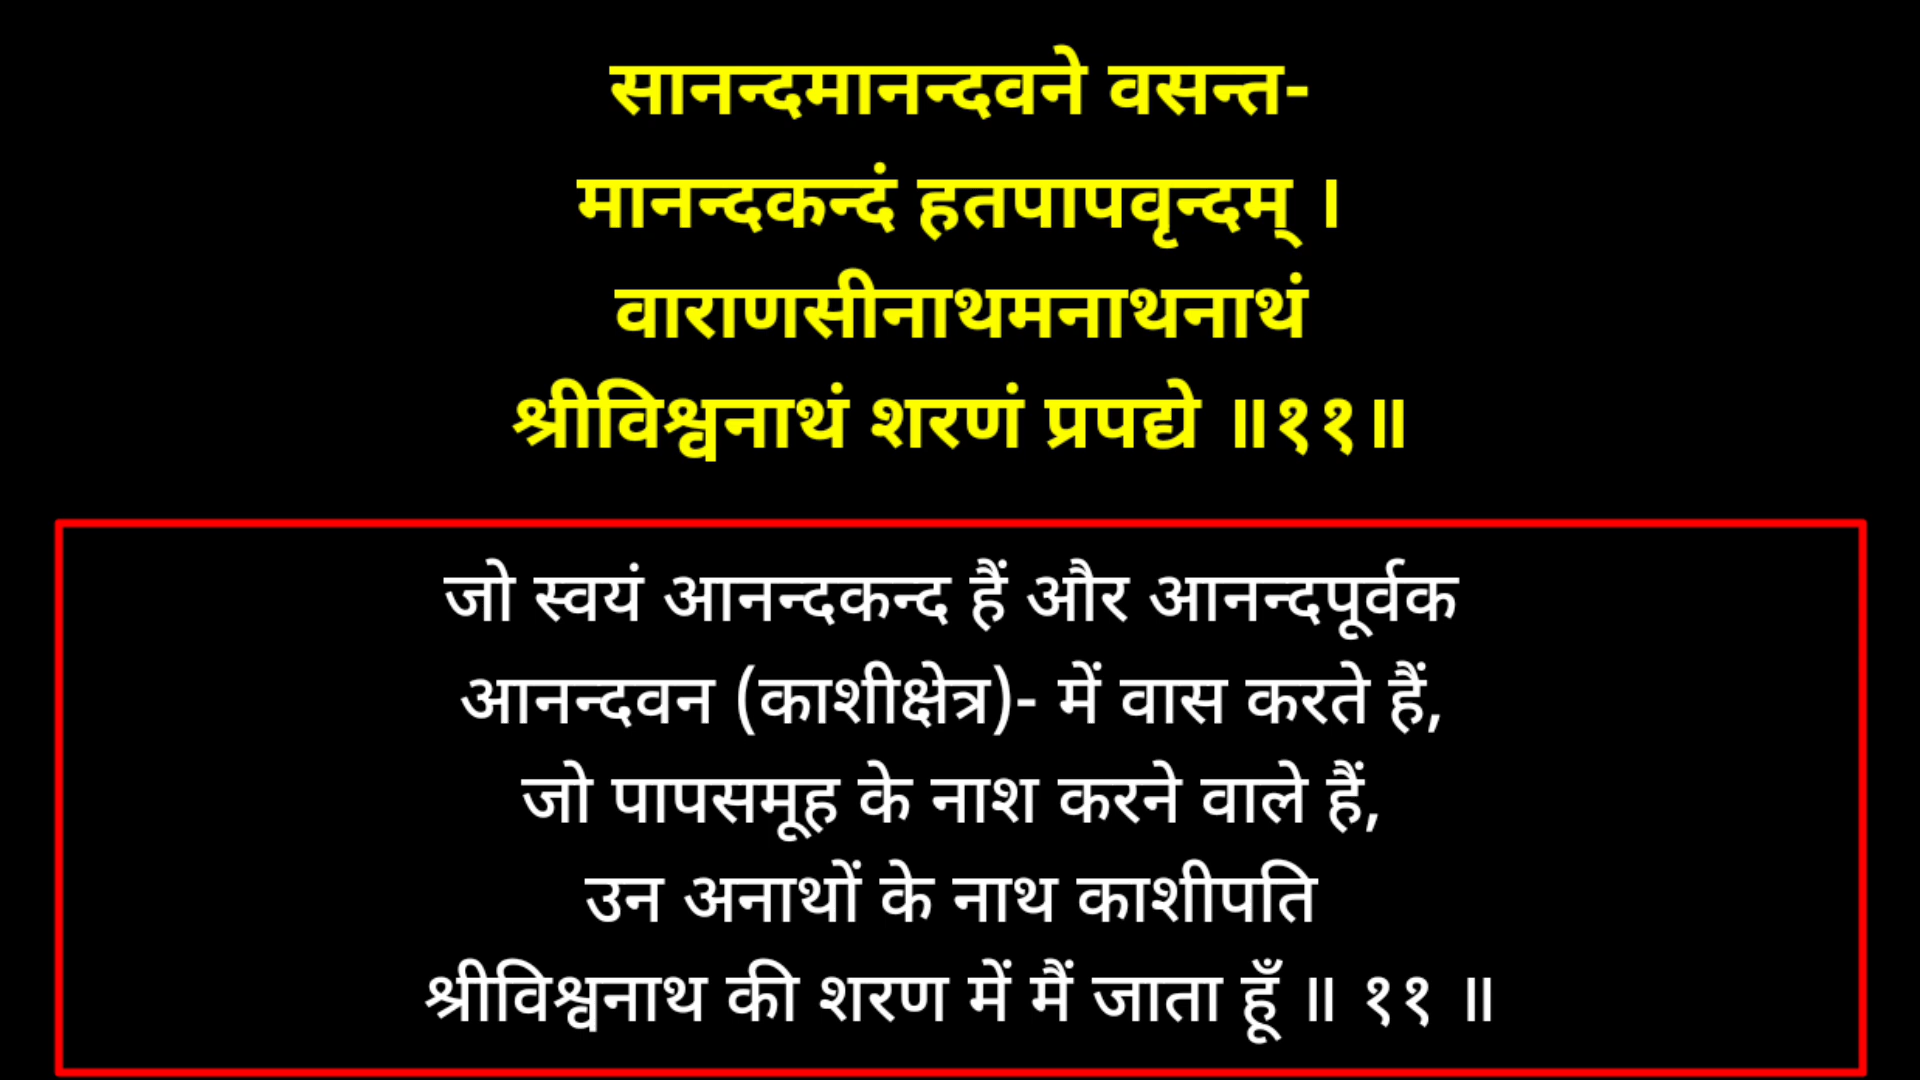 सानन्दमानन्दवने वसन्त-
मानन्दकन्दं हतपापवृन्दम् ।
वाराणसीनाथमनाथनाथं
श्रीविश्वनाथं शरणं प्रपद्ये ॥११॥
जो स्वयं आनन्दकन्द हैं और आनन्दपूर्वक
आनन्दवन (काशीक्षेत्र)- में वास करते हैं,
जो पापसमूह के नाश करने वाले हैं,
उन अनाथों के नाथ काशीपति
श्रीविश्वनाथ की शरण में मैं जाता हूँ ॥ ११ ॥